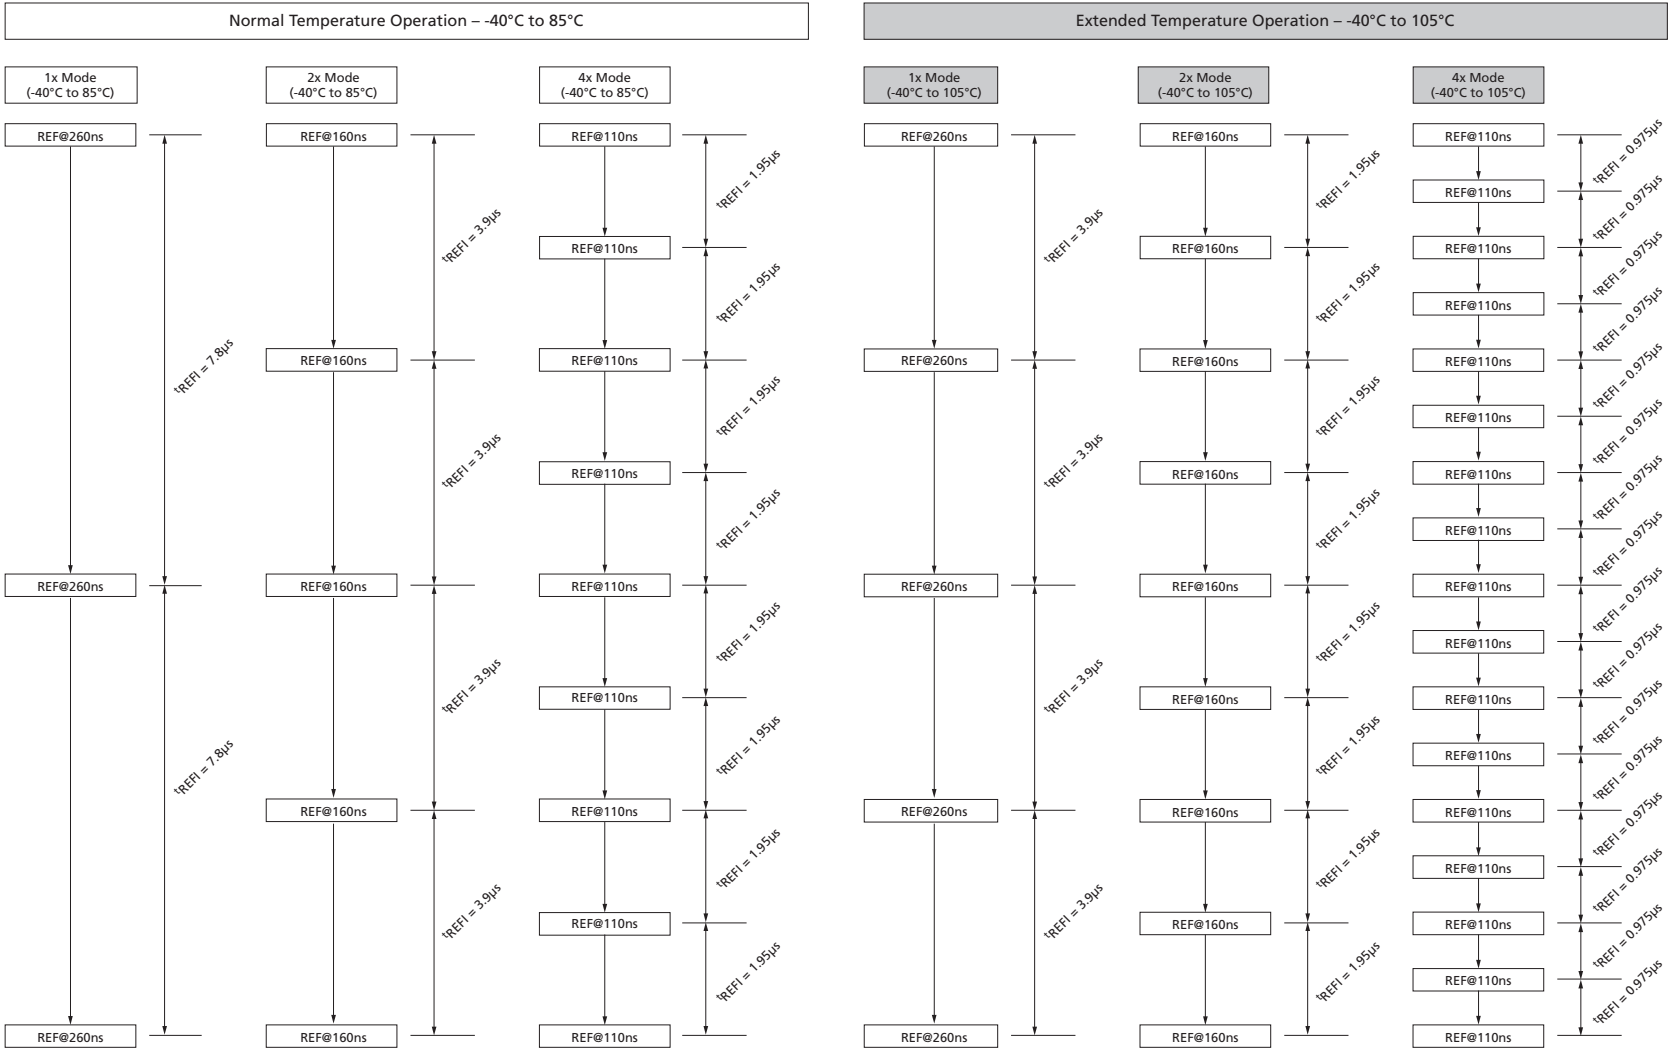 Normal Temperature Operation – -40°C to 85°C
1x Mode
(-40°C to 85°C)
REF@260ns
tREFI = 7.8µs
REF@260ns
tREFI = 7.8µs
REF@260ns
2x Mode
(-40°C to 85°C)
REF@160ns
tREFI = 3.9µs
REF@160ns
tREFI = 3.9µs
REF@160ns
tREFI = 3.9µs
REF@160ns
tREFI = 3.9µs
REF@160ns
4x Mode
(-40°C to 85°C)
REF@110ns
tREFI = 1.95µs
REF@110ns
tREFI = 1.95µs
REF@110ns
tREFI = 1.95µs
REF@110ns
tREFI = 1.95µs
REF@110ns
tREFI = 1.95µs
REF@110ns
tREFI = 1.95µs
REF@110ns
tREFI = 1.95µs
REF@110ns
tREFI = 1.95µs
REF@110ns
Extended Temperature Operation – -40°C to 105°C
1x Mode
(-40°C to 105°C)
REF@260ns
tREFI = 3.9µs
REF@260ns
tREFI = 3.9µs
REF@260ns
tREFI = 3.9µs
REF@260ns
tREFI = 3.9µs
REF@260ns
2x Mode
(-40°C to 105°C)
REF@160ns
tREFI = 1.95µs
REF@160ns
tREFI = 1.95µs
REF@160ns
tREFI = 1.95µs
REF@160ns
tREFI = 1.95µs
REF@160ns
tREFI = 1.95µs
REF@160ns
tREFI = 1.95µs
REF@160ns
tREFI = 1.95µs
REF@160ns
tREFI = 1.95µs
REF@160ns
4x Mode
(-40°C to 105°C)
REF@110ns
tREFI = 0.975µs
REF@110ns
tREFI = 0.975µs
REF@110ns
tREFI = 0.975µs
REF@110ns
tREFI = 0.975µs
REF@110ns
tREFI = 0.975µs
REF@110ns
tREFI = 0.975µs
REF@110ns
tREFI = 0.975µs
REF@110ns
tREFI = 0.975µs
REF@110ns
tREFI = 0.975µs
REF@110ns
tREFI = 0.975µs
REF@110ns
tREFI = 0.975µs
REF@110ns
tREFI = 0.975µs
REF@110ns
tREFI = 0.975µs
REF@110ns
tREFI = 0.975µs
REF@110ns
tREFI = 0.975µs
REF@110ns
tREFI = 0.975µs
REF@110ns